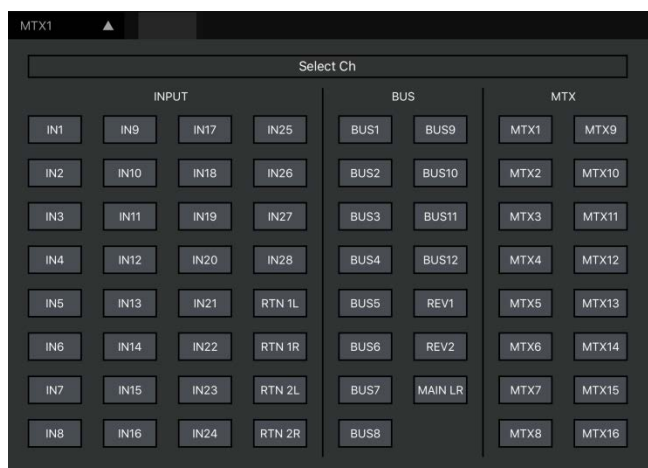 MTX1 ▲
Select Ch
INPUT BUS MTX
IN1 IN9 IN17 IN25 BUS1 BUS9 MTX1 MTX9
IN2 IN10 IN18 IN26 BUS2 BUS10 MTX2 MTX10
IN3 IN11 IN19 IN27 BUS3 BUS11 MTX3 MTX11
IN4 IN12 IN20 IN28 BUS4 BUS12 MTX4 MTX12
IN5 IN13 IN21 RTN 1L BUS5 REV1 MTX5 MTX13
IN6 IN14 IN22 RTN 1R BUS6 REV2 MTX6 MTX14
IN7 IN15 IN23 RTN 2L BUS7 MAIN LR MTX7 MTX15
IN8 IN16 IN24 RTN 2R BUS8 MTX8 MTX16